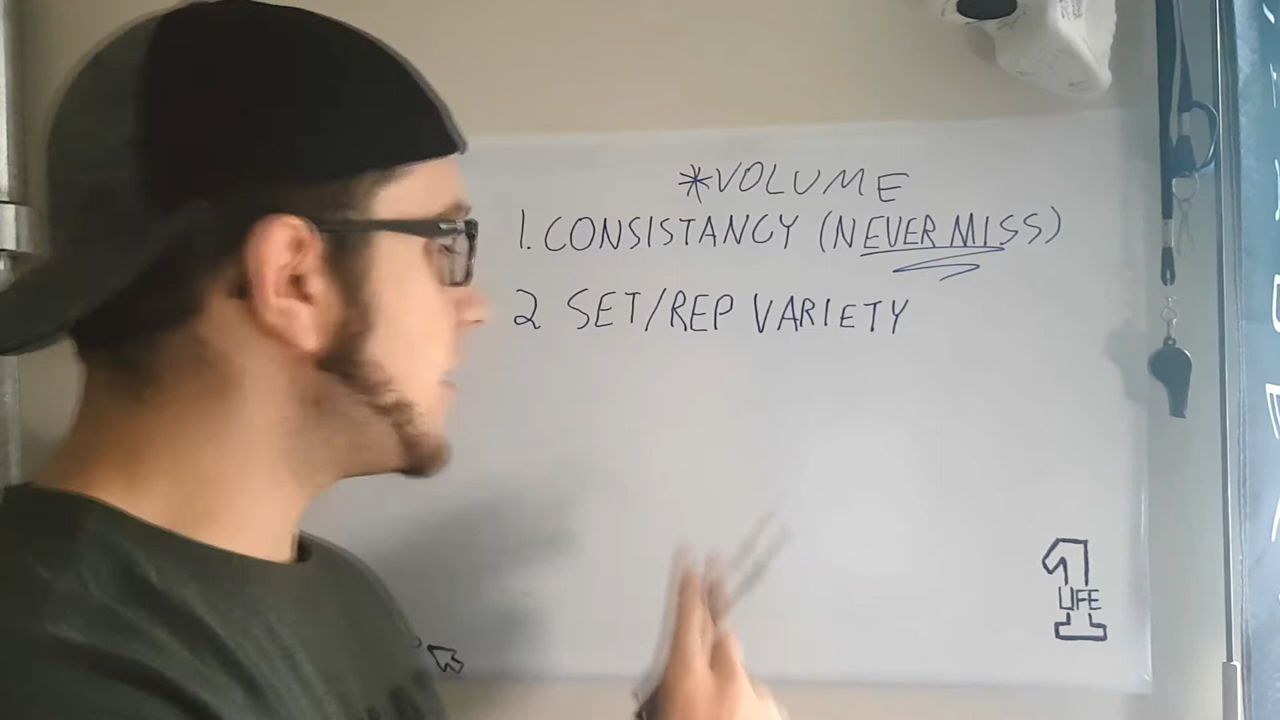 *VOLUME
1. CONSISTANCY (NEVER MISS)
2 SET/REP VARIETY
1
LIFE